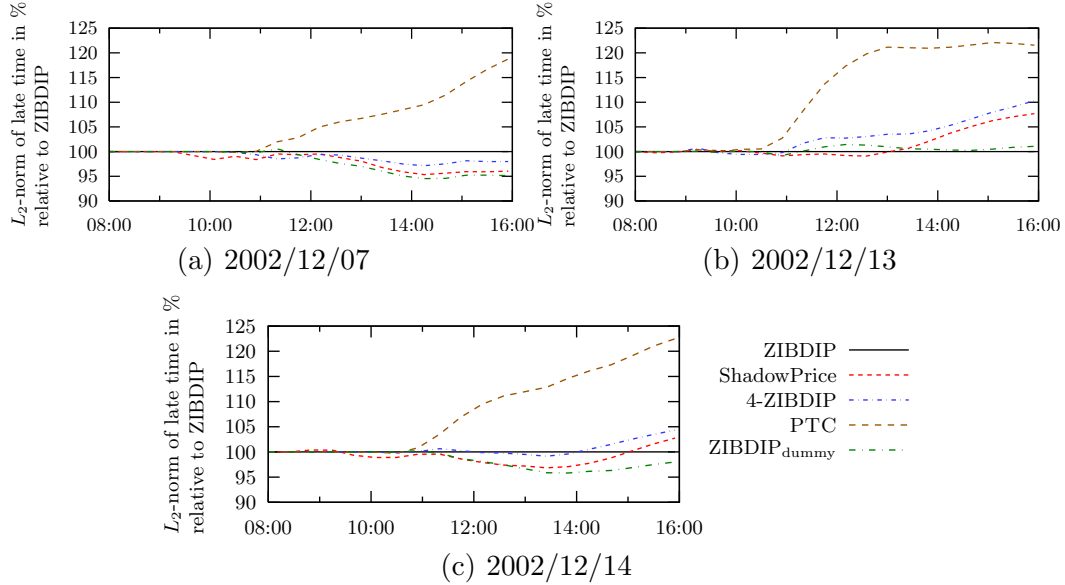 L₂-norm of late time in %
relative to ZIBDIP
125
120
115
110
105
100
95
90
08:00 10:00 12:00 14:00 16:00
(a) 2002/12/07
L₂-norm of late time in %
relative to ZIBDIP
125
120
115
110
105
100
95
90
08:00 10:00 12:00 14:00 16:00
(b) 2002/12/13
L₂-norm of late time in %
relative to ZIBDIP
125
120
115
110
105
100
95
90
08:00 10:00 12:00 14:00 16:00
(c) 2002/12/14
ZIBDIP
ShadowPrice
4-ZIBDIP
PTC
ZIBDIP_dummy